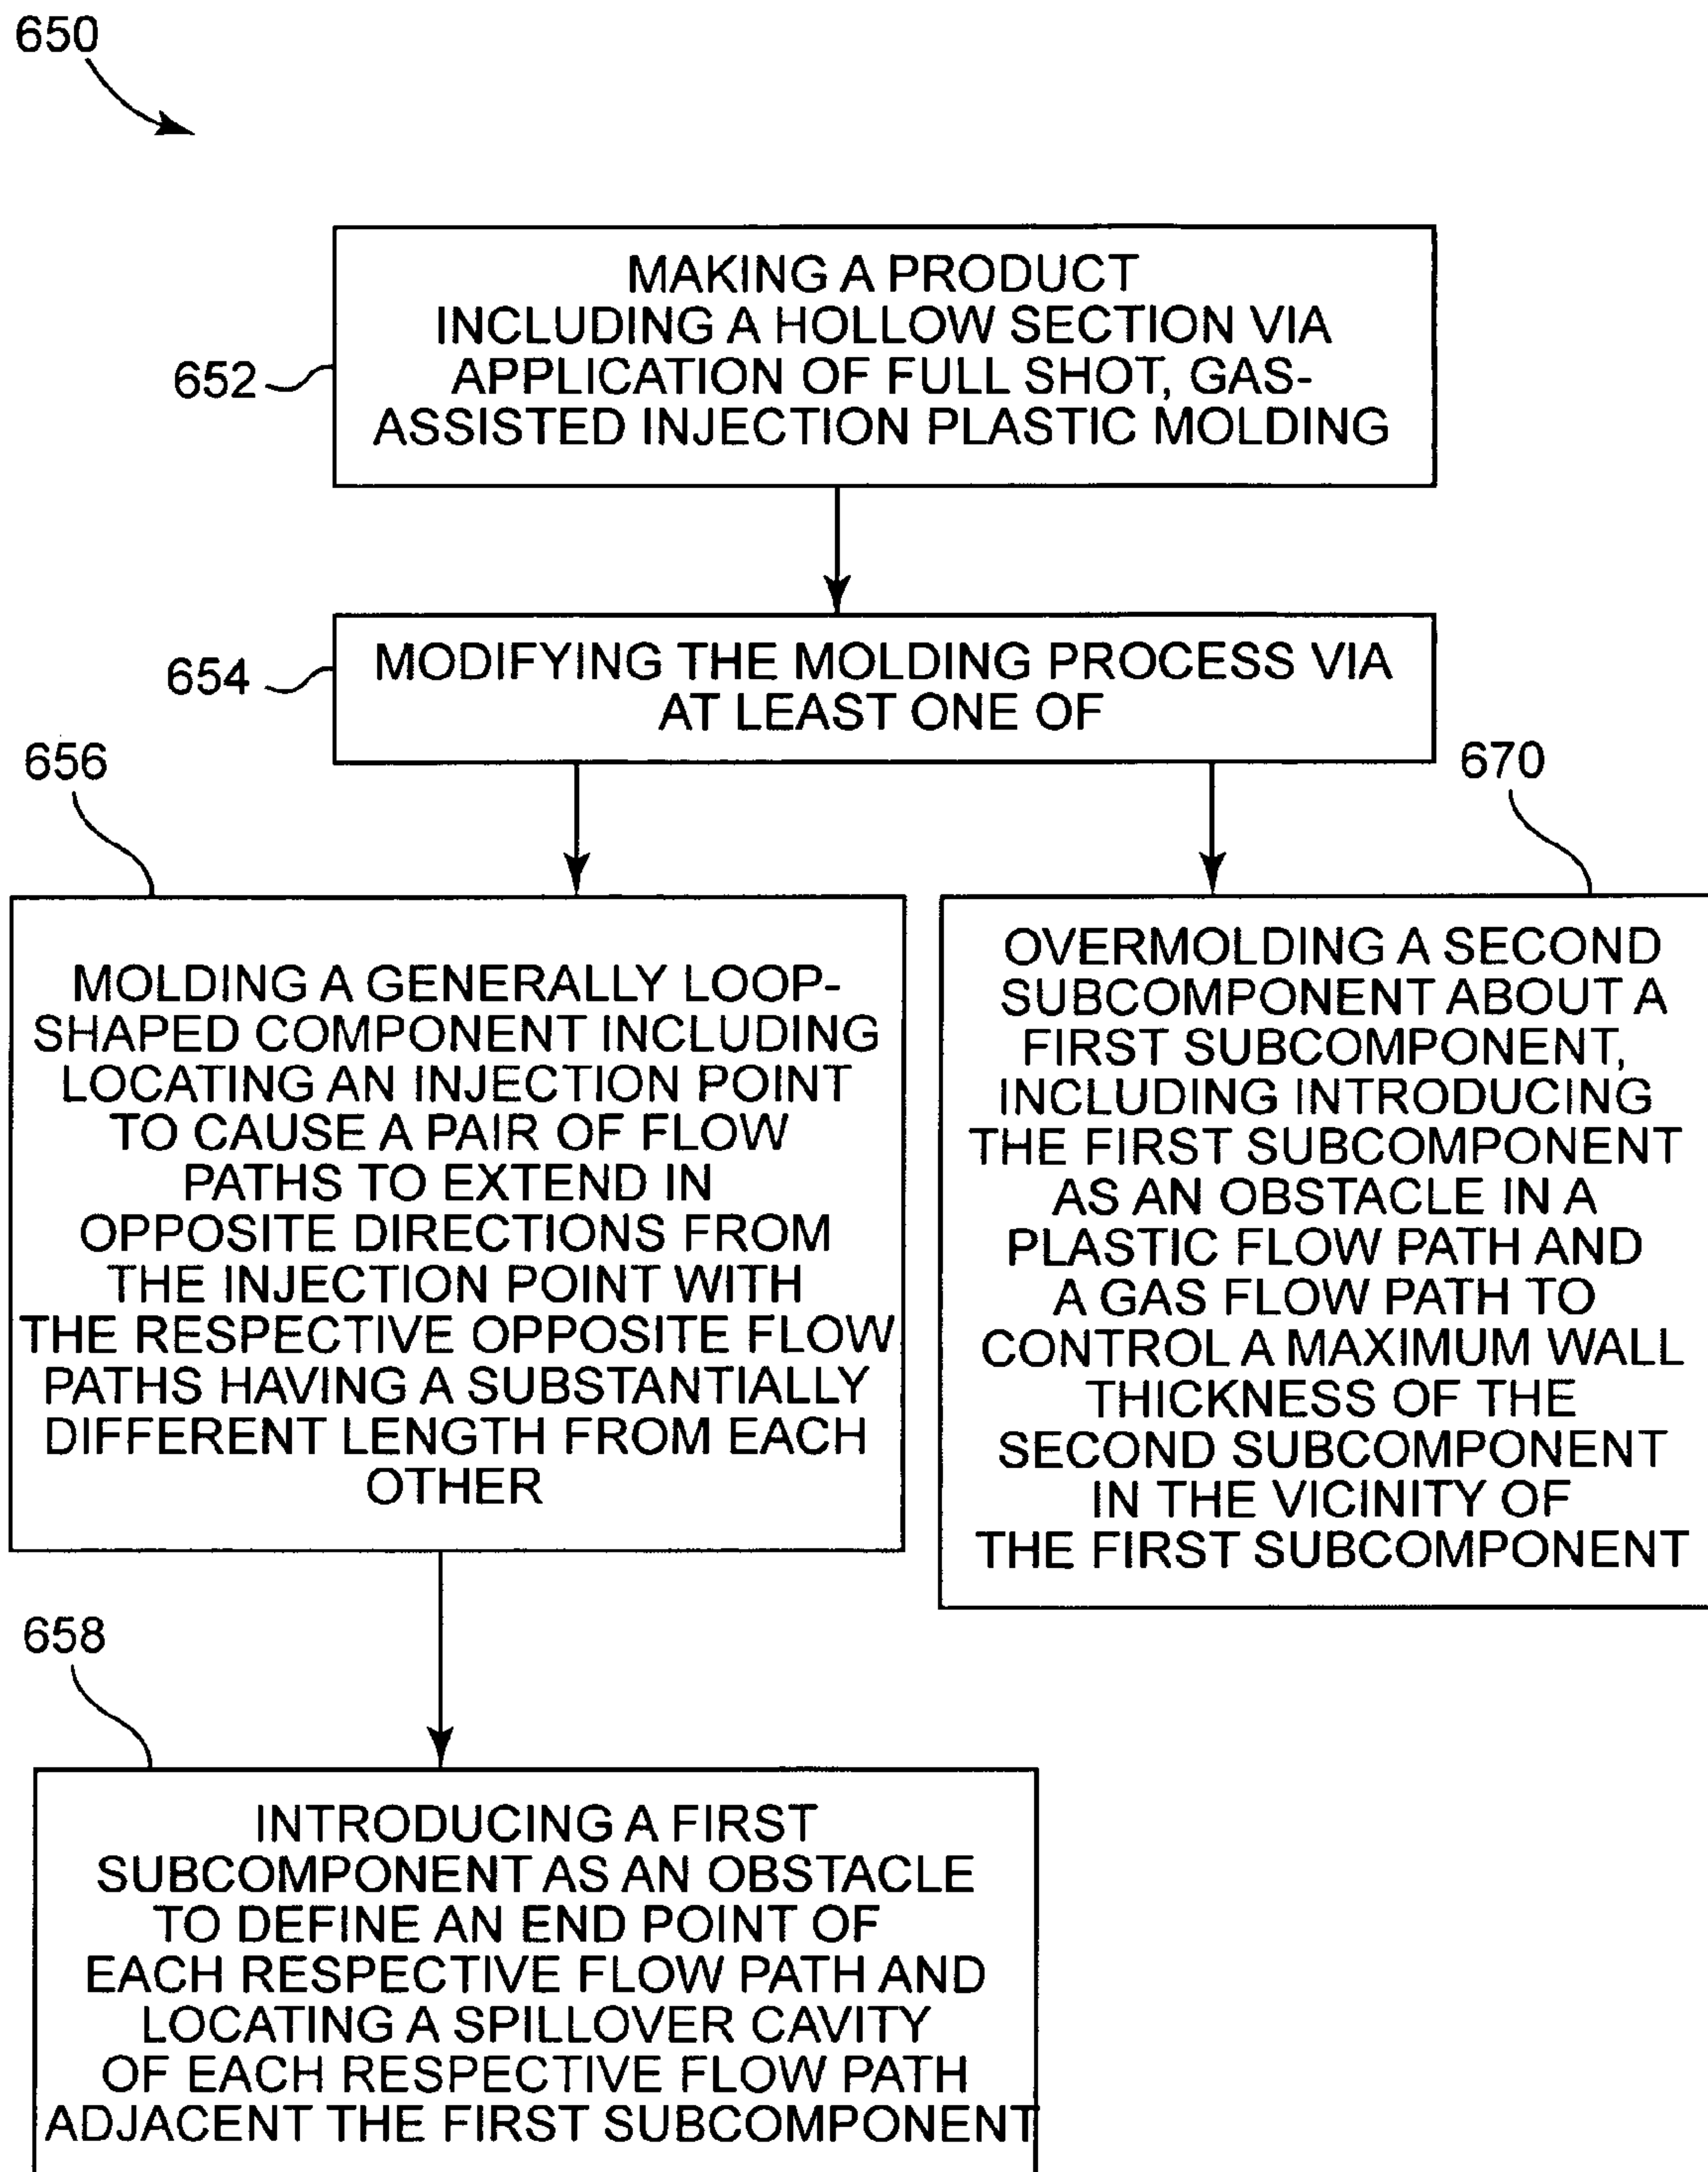 650
MAKING A PRODUCT
INCLUDING A HOLLOW SECTION VIA
APPLICATION OF FULL SHOT, GAS-
ASSISTED INJECTION PLASTIC MOLDING
652
MODIFYING THE MOLDING PROCESS VIA
AT LEAST ONE OF
654
656
MOLDING A GENERALLY LOOP-
SHAPED COMPONENT INCLUDING
LOCATING AN INJECTION POINT
TO CAUSE A PAIR OF FLOW
PATHS TO EXTEND IN
OPPOSITE DIRECTIONS FROM
THE INJECTION POINT WITH
THE RESPECTIVE OPPOSITE FLOW
PATHS HAVING A SUBSTANTIALLY
DIFFERENT LENGTH FROM EACH
OTHER
670
OVERMOLDING A SECOND
SUBCOMPONENT ABOUT A
FIRST SUBCOMPONENT,
INCLUDING INTRODUCING
THE FIRST SUBCOMPONENT
AS AN OBSTACLE IN A
PLASTIC FLOW PATH AND
A GAS FLOW PATH TO
CONTROL A MAXIMUM WALL
THICKNESS OF THE
SECOND SUBCOMPONENT
IN THE VICINITY OF
THE FIRST SUBCOMPONENT
658
INTRODUCING A FIRST
SUBCOMPONENT AS AN OBSTACLE
TO DEFINE AN END POINT OF
EACH RESPECTIVE FLOW PATH AND
LOCATING A SPILLOVER CAVITY
OF EACH RESPECTIVE FLOW PATH
ADJACENT THE FIRST SUBCOMPONENT